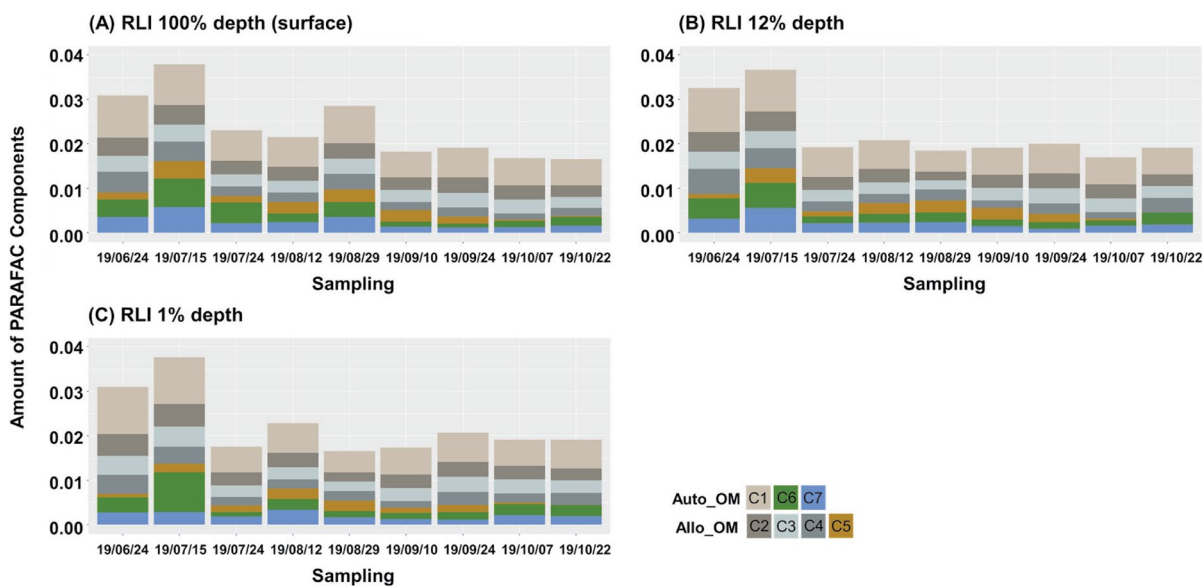 (A) RLI 100% depth (surface)
0.04
0.03
0.02
0.01
0.00
19/06/24 19/07/15 19/07/24 19/08/12 19/08/29 19/09/10 19/09/24 19/10/07 19/10/22
Sampling
(B) RLI 12% depth
0.04
0.03
0.02
0.01
0.00
19/06/24 19/07/15 19/07/24 19/08/12 19/08/29 19/09/10 19/09/24 19/10/07 19/10/22
Sampling
Amount of PARAFAC Components
(C) RLI 1% depth
0.04
0.03
0.02
0.01
0.00
19/06/24 19/07/15 19/07/24 19/08/12 19/08/29 19/09/10 19/09/24 19/10/07 19/10/22
Sampling
Auto_OM C1 C6 C7
Allo_OM C2 C3 C4 C5